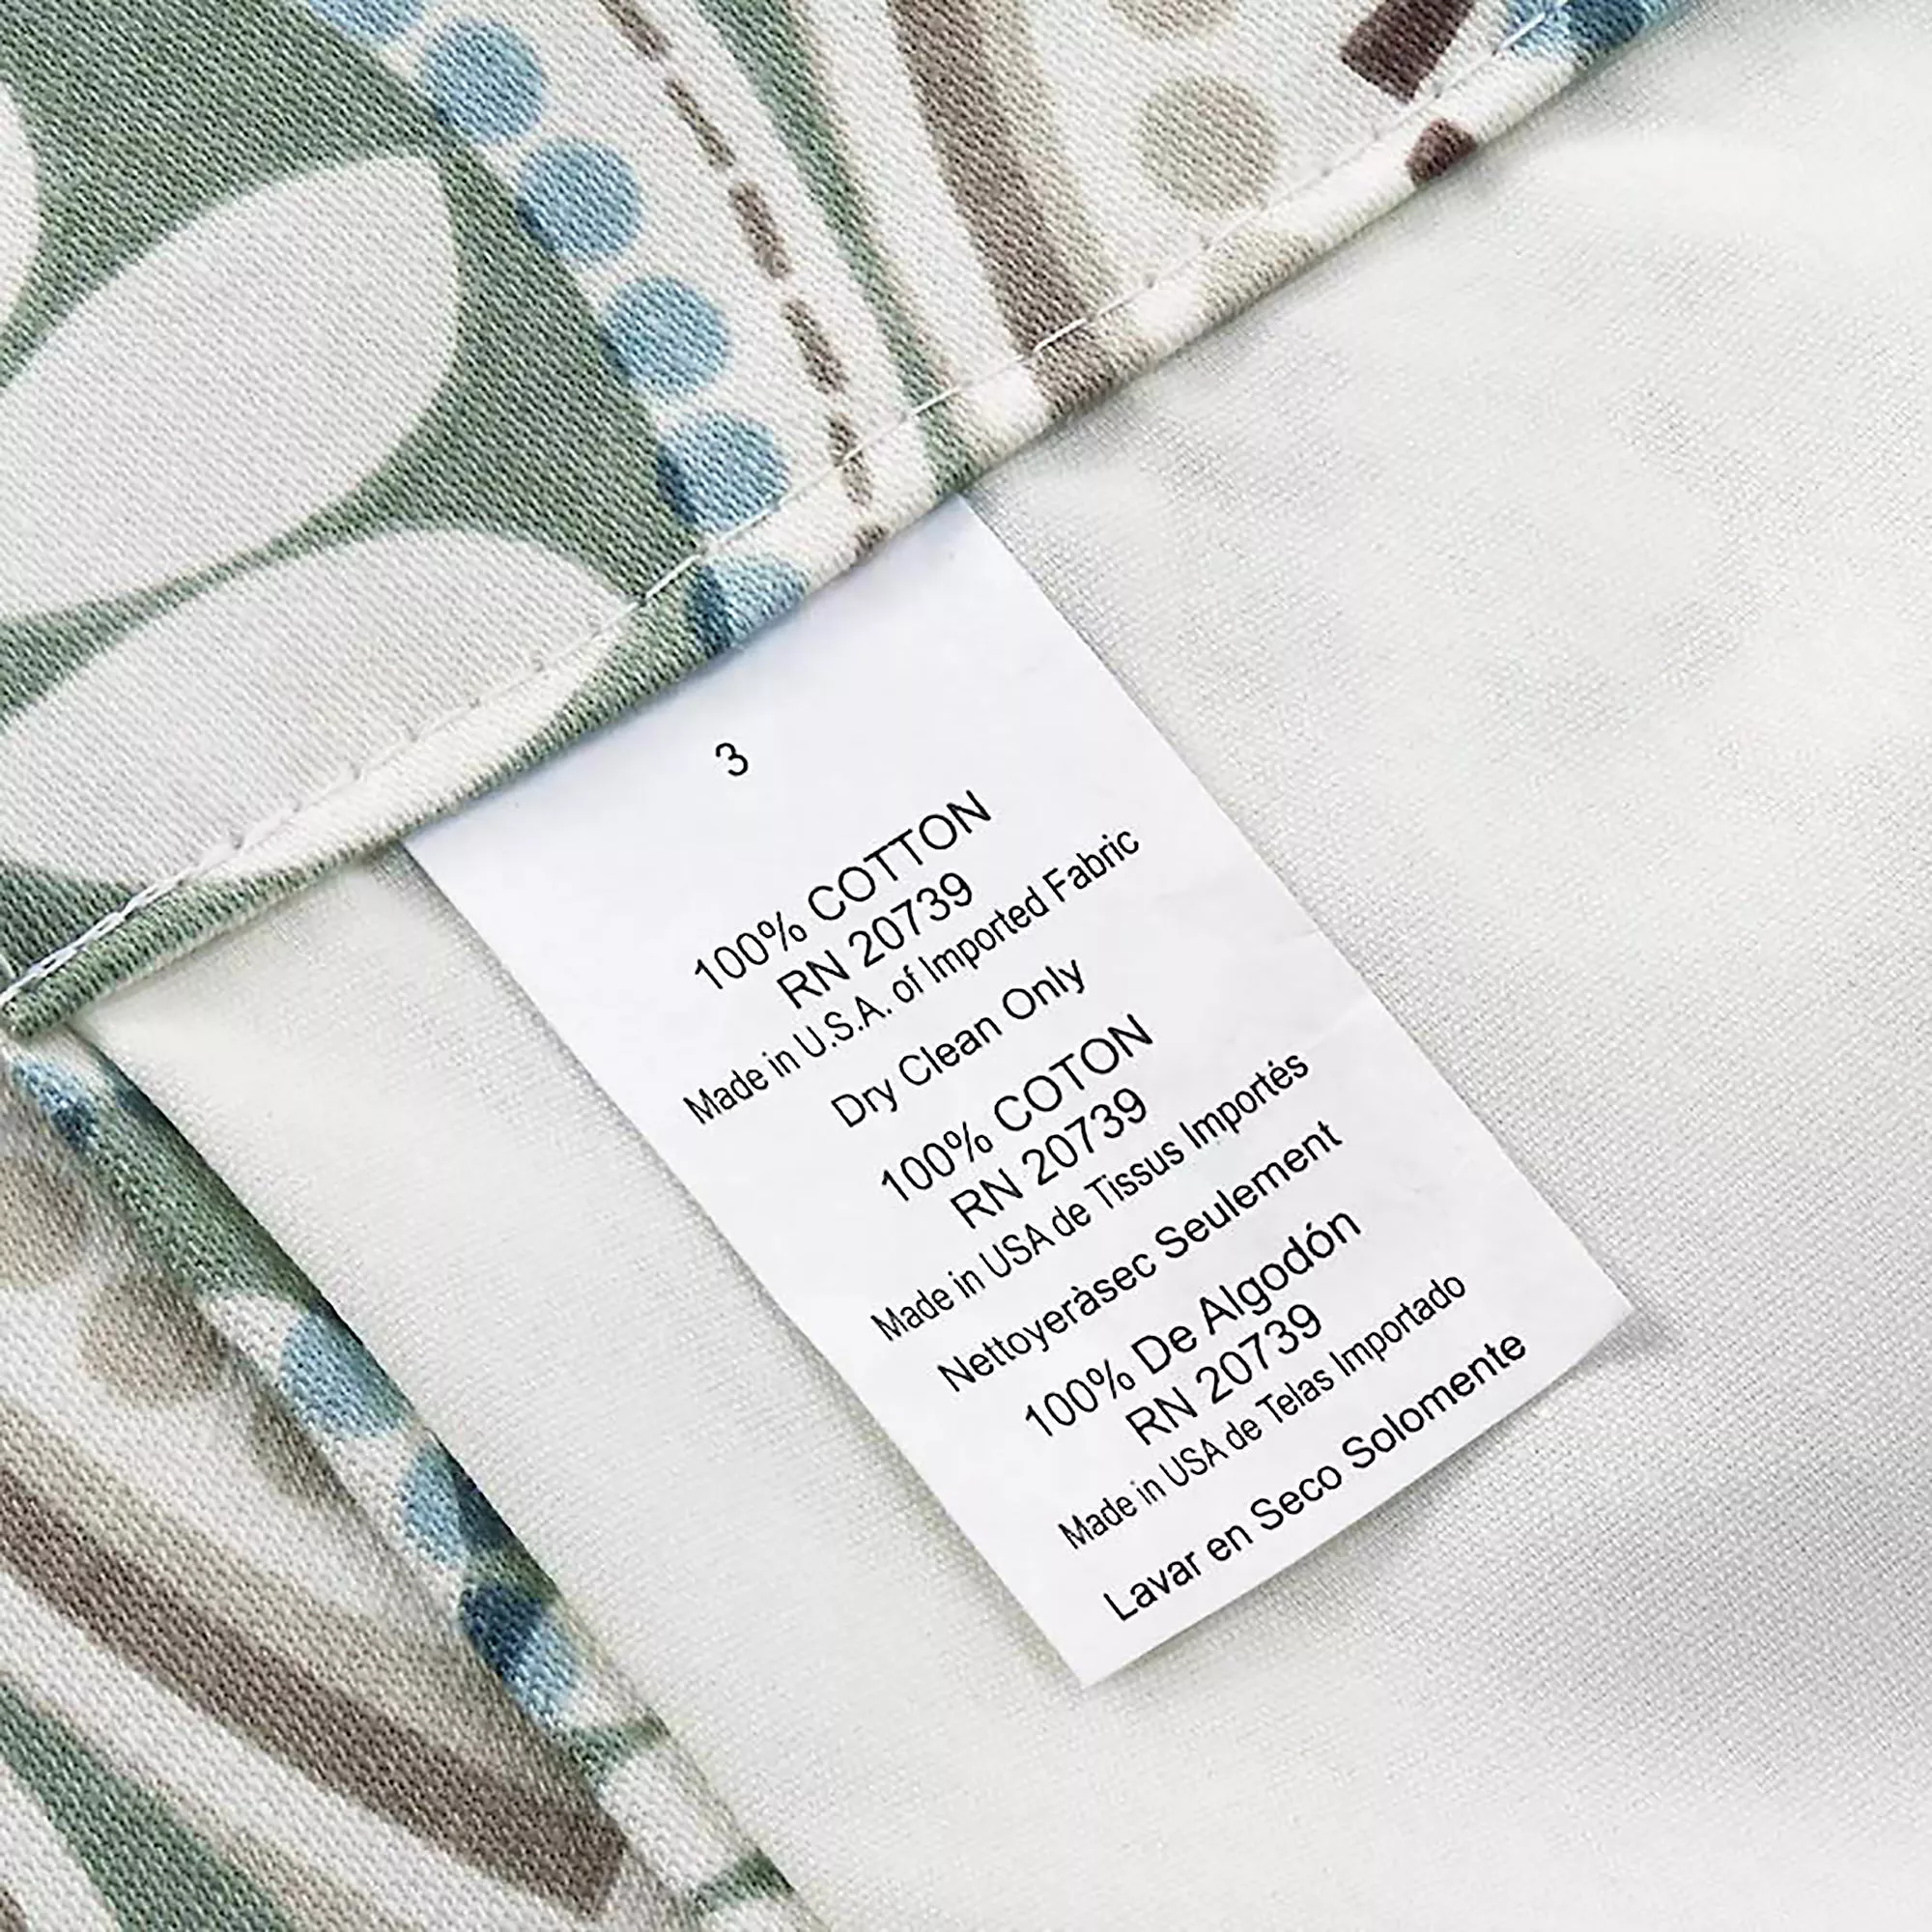 3
100% COTTON
RN 20739
Made in U.S.A. of Imported Fabric
Dry Clean Only
100% COTON
RN 20739
Made in USA de Tissus Importés
Nettoyeràsec Seulement
100% De Algodón
RN 20739
Made in USA de Telas Importado
Lavar en Seco Solomente